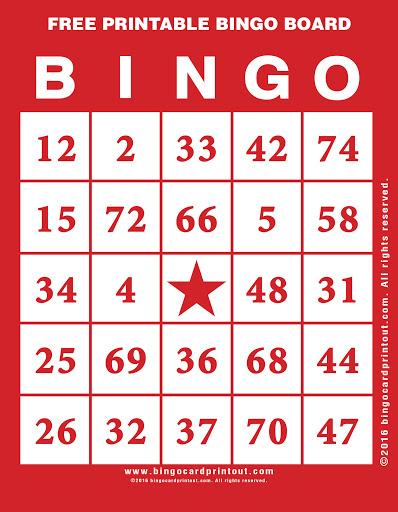 FREE PRINTABLE BINGO BOARD
B I N G O
12 2 33 42 74
15 72 66 5 58
34 4 48 31
25 69 36 68 44
26 32 37 70 47
www.bingocardprintout.com
©2016 bingocardprintout.com. All rights reserved.
©2016 bingocardprintout.com. All rights reserved.